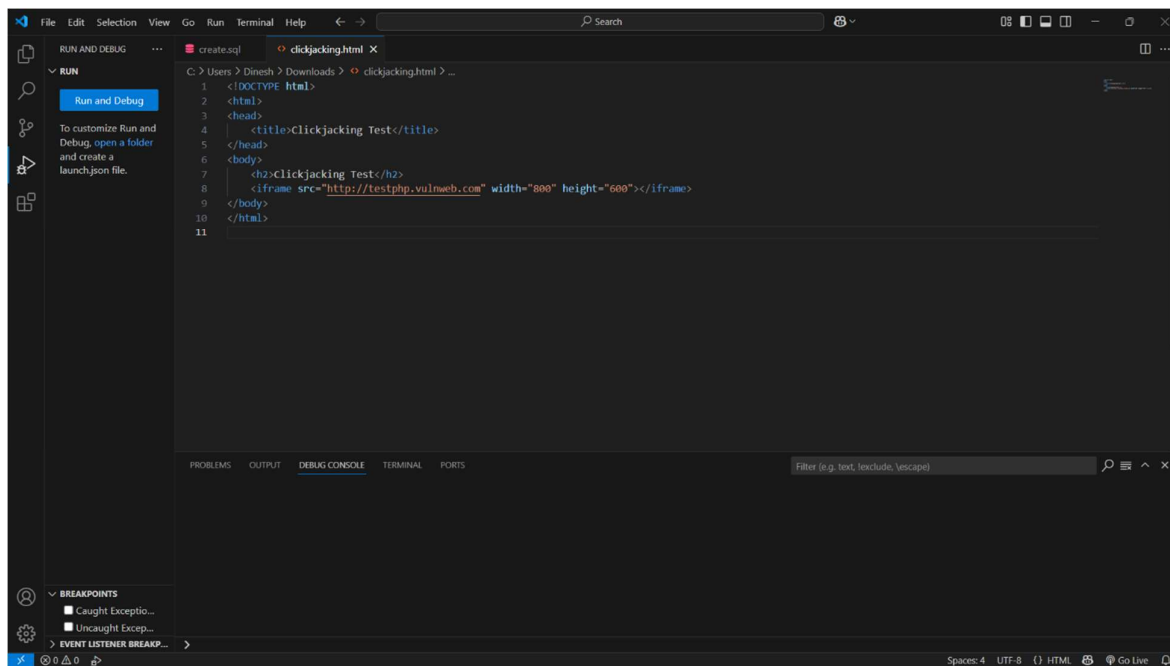 File Edit Selection View Go Run Terminal Help
Search
RUN AND DEBUG
RUN
Run and Debug
To customize Run and
Debug, open a folder
and create a
launch.json file.
create.sql
clickjacking.html
C: > Users > Dinesh > Downloads > clickjacking.html > ...
1 <!DOCTYPE html>
2 <html>
3 <head>
4 <title>Clickjacking Test</title>
5 </head>
6 <body>
7 <h2>Clickjacking Test</h2>
8 <iframe src="http://testphp.vulnweb.com" width="800" height="600"></iframe>
9 </body>
10 </html>
11
PROBLEMS OUTPUT DEBUG CONSOLE TERMINAL PORTS
Filter (e.g. text, !exclude, \escape)
BREAKPOINTS
Caught Exceptio...
Uncaught Excep...
EVENT LISTENER BREAKP...
0 0
Spaces: 4 UTF-8 {} HTML Go Live